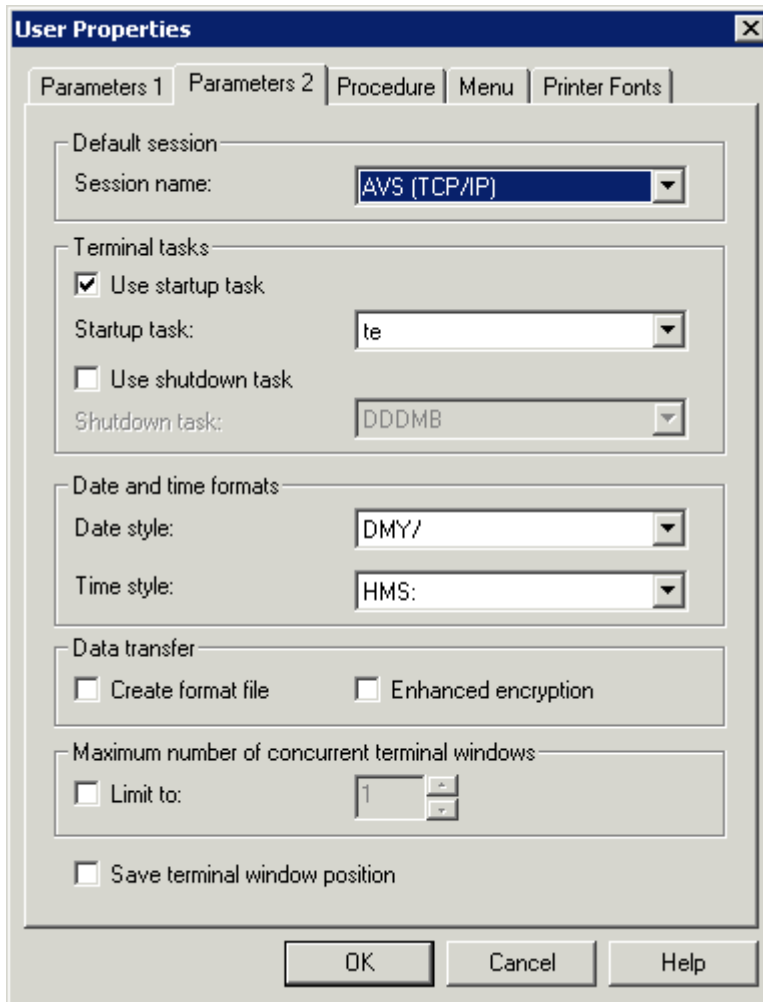 User Properties
Parameters 1 Parameters 2 Procedure Menu Printer Fonts
Default session
Session name: AVS (TCP/IP)
Terminal tasks
Use startup task
Startup task: te
Use shutdown task
Shutdown task: DDDMB
Date and time formats
Date style: DMY/
Time style: HMS:
Data transfer
Create format file Enhanced encryption
Maximum number of concurrent terminal windows
Limit to: 1
Save terminal window position
OK Cancel Help